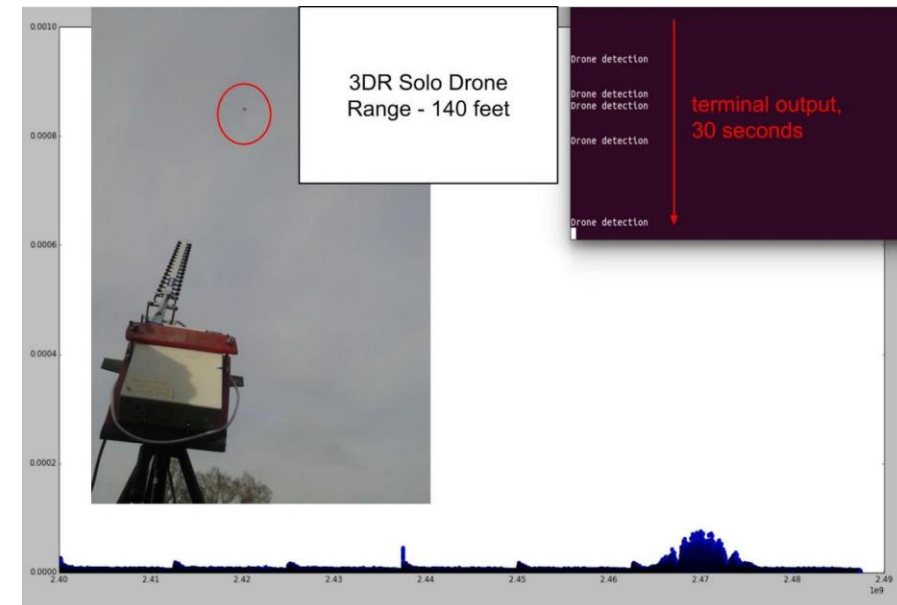 0.0010
0.0008
0.0006
0.0004
0.0002
0.0000
2.40 2.41 2.42 2.43 2.44 2.45 2.46 2.47 2.48 2.49
1e9
3DR Solo Drone
Range - 140 feet
Drone detection
Drone detection
Drone detection
Drone detection
Drone detection
terminal output,
30 seconds